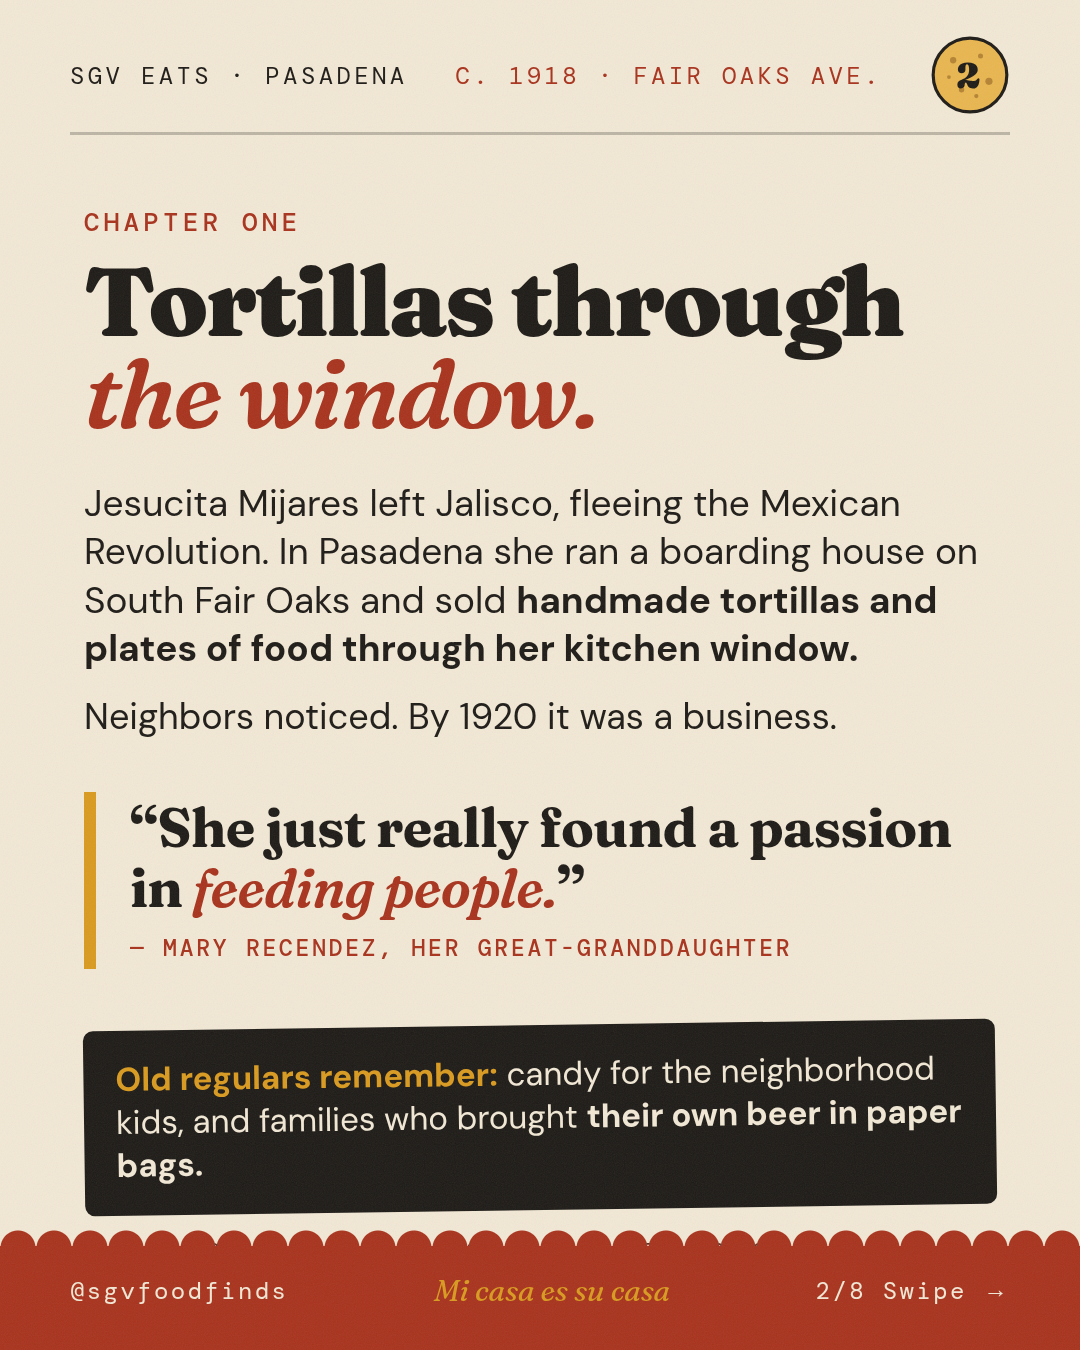 SGV EATS · PASADENA C. 1918 · FAIR OAKS AVE. 2
CHAPTER ONE
Tortillas through
the window.
Jesucita Mijares left Jalisco, fleeing the Mexican
Revolution. In Pasadena she ran a boarding house on
South Fair Oaks and sold handmade tortillas and
plates of food through her kitchen window.
Neighbors noticed. By 1920 it was a business.
“She just really found a passion
in feeding people.”
— MARY RECENDEZ, HER GREAT-GRANDDAUGHTER
Old regulars remember: candy for the neighborhood
kids, and families who brought their own beer in paper
bags.
@sgvfoodfinds Mi casa es su casa 2/8 Swipe →